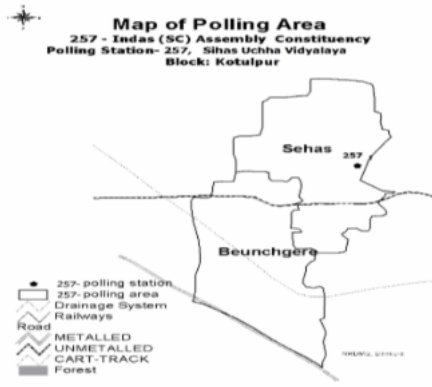 Map of Polling Area
257 - Indas (SC) Assembly Constituency
Polling Station- 257, Sihas Uchha Vidyalaya
Block: Kotulpur
Sehas
257
Beunchgere
257- polling station
257- polling area
Drainage System
Railways
Road
METALLED
UNMETALLED
CART-TRACK
Forest